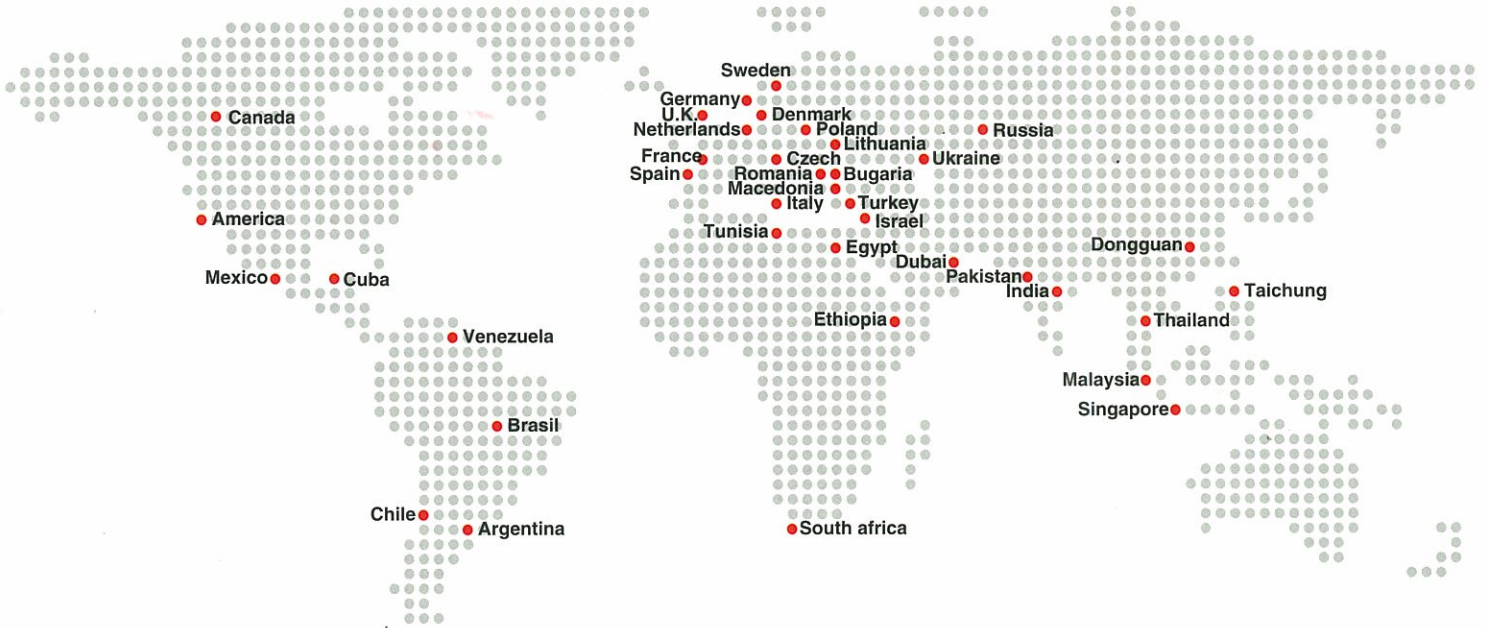 Sweden
Germany
U.K.
Denmark
Canada
Netherlands
Poland
Russia
Lithuania
France
Czech
Ukraine
Spain
Romania
Bugaria
Macedonia
Italy
Turkey
America
Israel
Tunisia
Egypt
Dongguan
Dubai
Mexico
Cuba
Pakistan
India
Taichung
Ethiopia
Thailand
Venezuela
Malaysia
Singapore
Brasil
Chile
Argentina
South africa